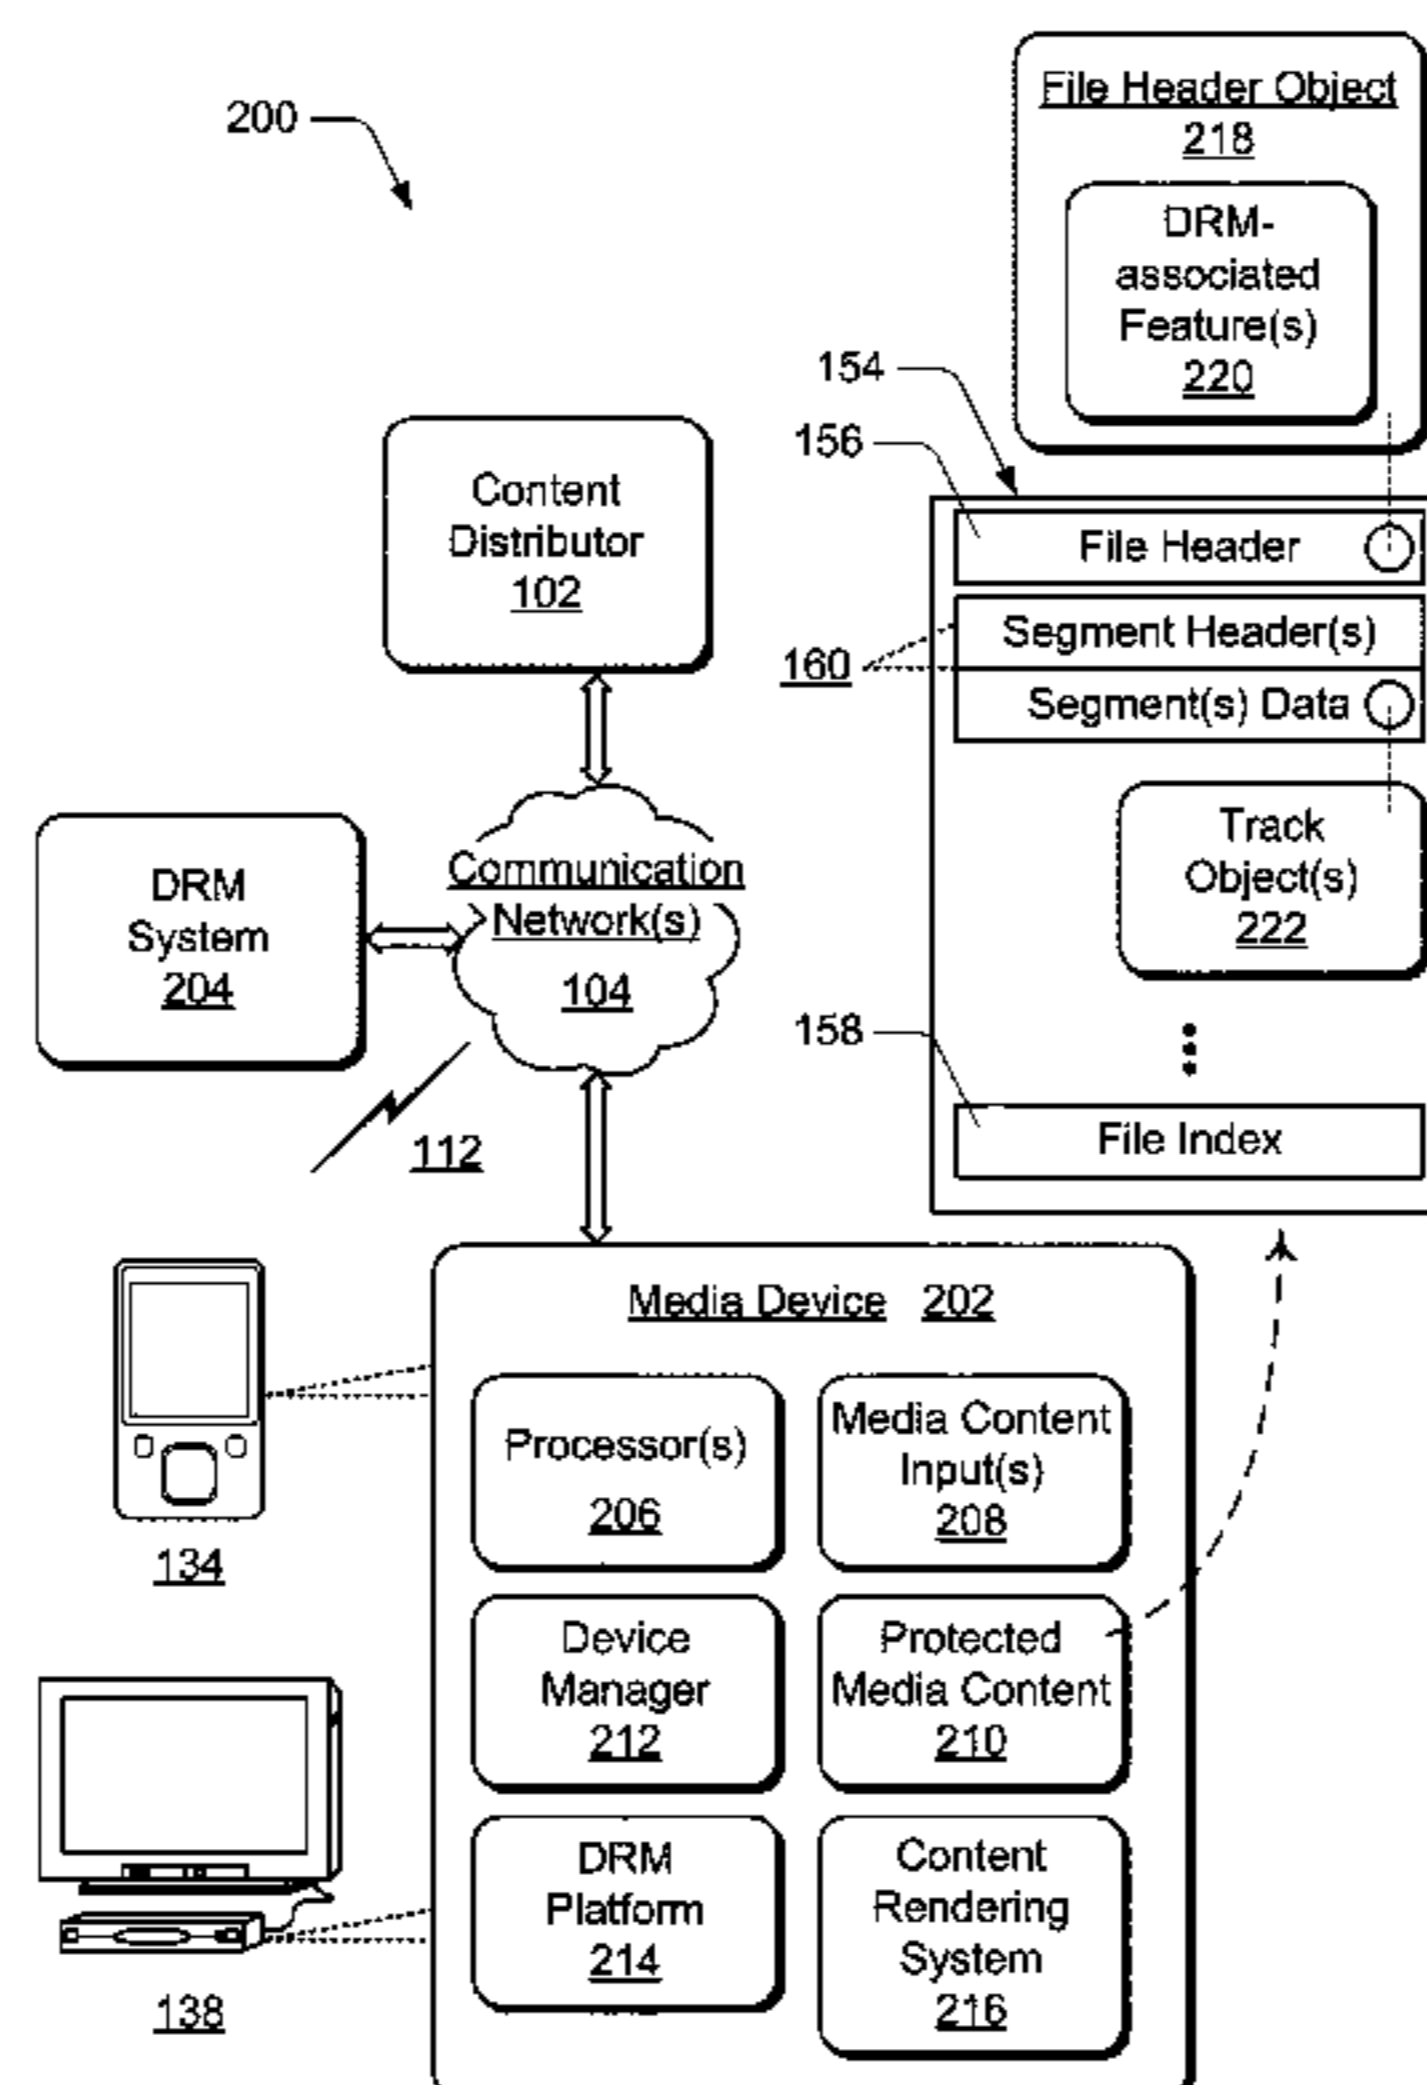 200
File Header Object
218
DRM-
associated
Feature(s)
220
154
156
Content
Distributor
102
File Header
Segment Header(s)
160
Segment(s) Data
Track
Object(s)
222
DRM
System
204
Communication
Network(s)
104
158
112
File Index
Media Device 202
Processor(s)
206
Media Content
Input(s)
208
134
Device
Manager
212
Protected
Media Content
210
DRM
Platform
214
Content
Rendering
System
216
138